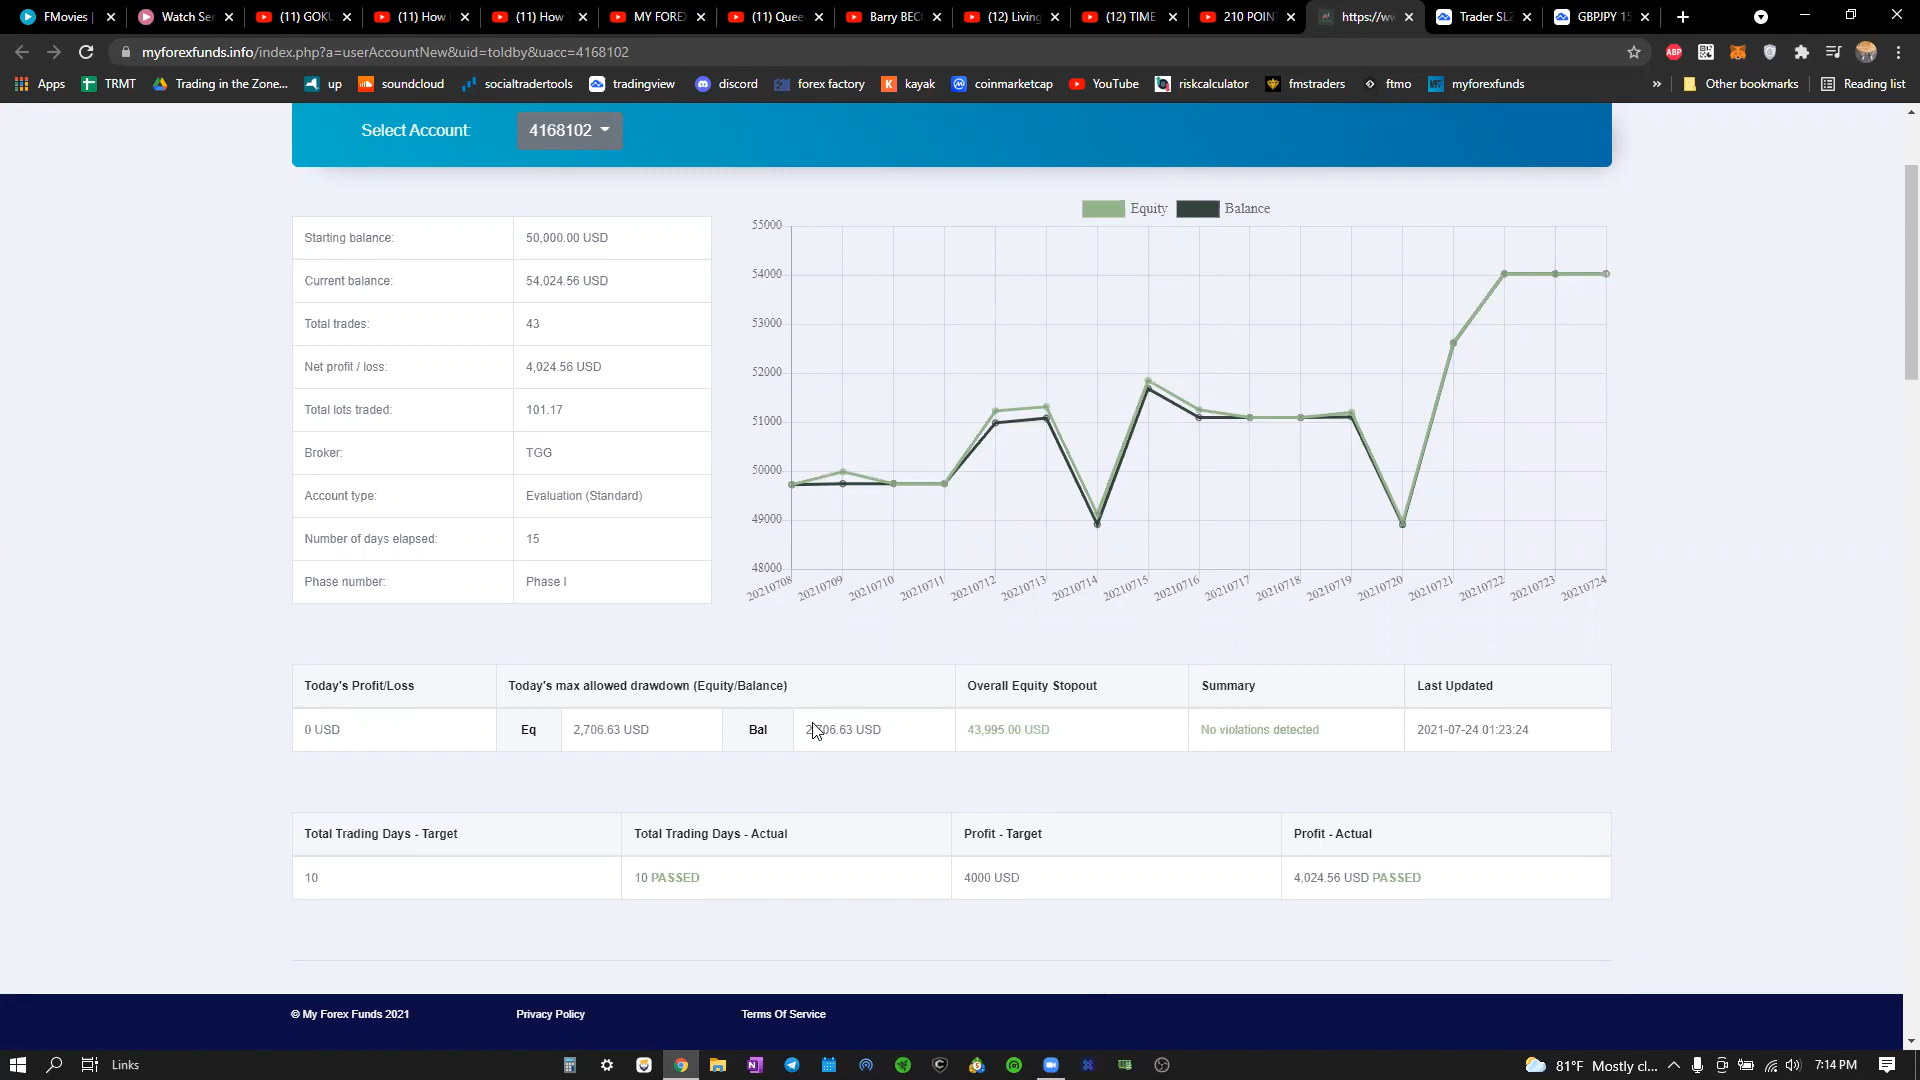 FMovies
Watch Se
(11) GOKU
(11) How
(11) How
MY FORE
(11) Que
Barry BEC
(12) Living
(12) TIME
210 POIN
https://w
Trader SL
GBPJPY 15
myforexfunds.info/index.php?a=userAccountNew&uid=toldby&uacc=4168102
Apps
TRMT
Trading in the Zone...
up
soundcloud
socialtradertools
tradingview
discord
forex factory
kayak
coinmarketcap
YouTube
riskcalculator
fmstraders
ftmo
myforexfunds
»
Other bookmarks
Reading list
Select Account:
4168102
Equity
Balance
Starting balance: 50,000.00 USD
Current balance: 54,024.56 USD
Total trades: 43
Net profit / loss: 4,024.56 USD
Total lots traded: 101.17
Broker: TGG
Account type: Evaluation (Standard)
Number of days elapsed: 15
Phase number: Phase I
55000
54000
53000
52000
51000
50000
49000
48000
20210708 20210709 20210710 20210711 20210712 20210713 20210714 20210715 20210716 20210717 20210718 20210719 20210720 20210721 20210722 20210723 20210724
Today's Profit/Loss Today's max allowed drawdown (Equity/Balance) Overall Equity Stopout Summary Last Updated
0 USD Eq 2,706.63 USD Bal 2,706.63 USD 43,995.00 USD No violations detected 2021-07-24 01:23:24
Total Trading Days - Target Total Trading Days - Actual Profit - Target Profit - Actual
10 10 PASSED 4000 USD 4,024.56 USD PASSED
© My Forex Funds 2021 Privacy Policy Terms Of Service
Links
81°F Mostly cl...
7:14 PM